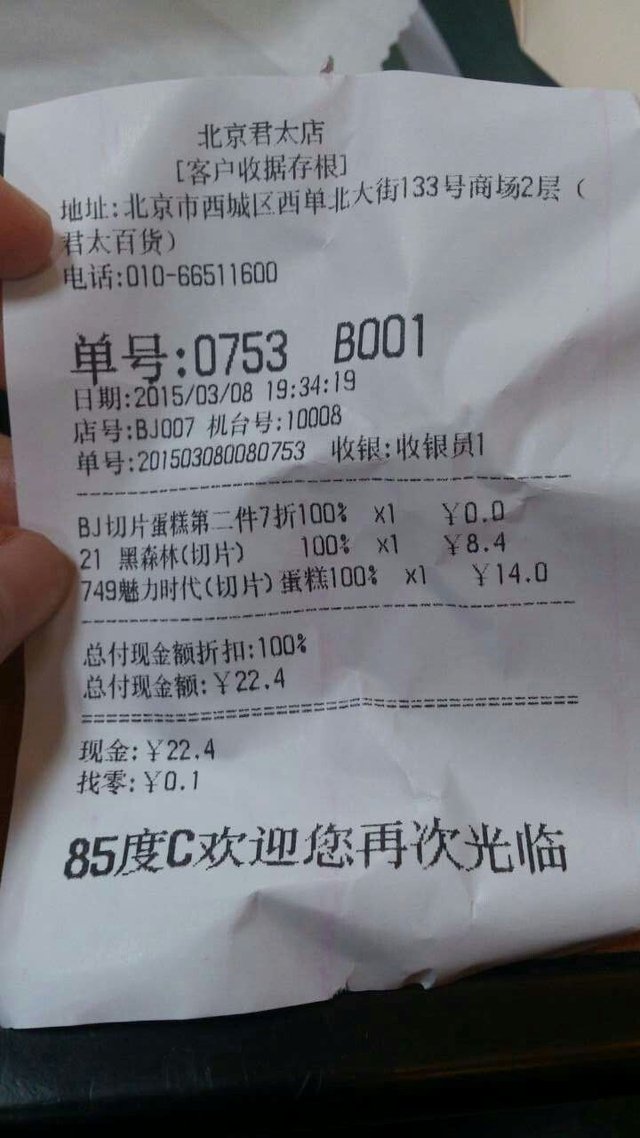 北京君太店
[客户收据存根]
地址:北京市西城区西单北大街133号商场2层(
君太百货)
电话:010-66511600
单号:0753 B001
日期:2015/03/08 19:34:19
店号:BJ007 机台号:10008
单号:201503080080753 收银:收银员1
BJ切片蛋糕第二件7折100% x1 ￥0.0
21 黑森林(切片) 100% x1 ￥8.4
749魅力时代(切片)蛋糕100% x1 ￥14.0
总付现金额折扣:100%
总付现金额:￥22.4
现金:￥22.4
找零:￥0.1
85度C欢迎您再次光临